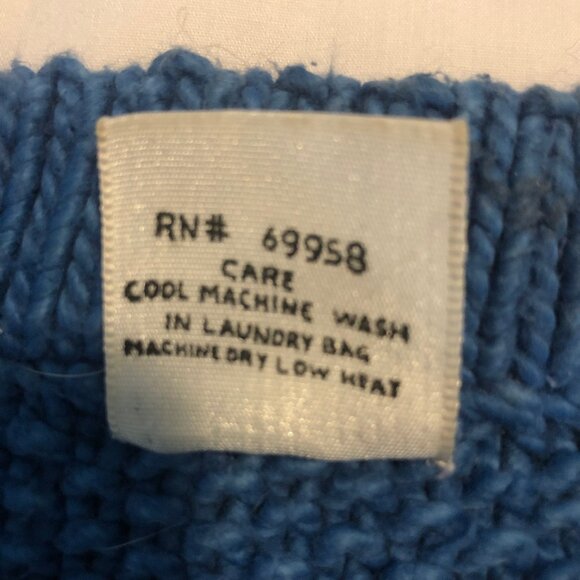 RN# 69958
CARE
COOL MACHINE WASH
IN LAUNDRY BAG
MACHINE DRY LOW HEAT